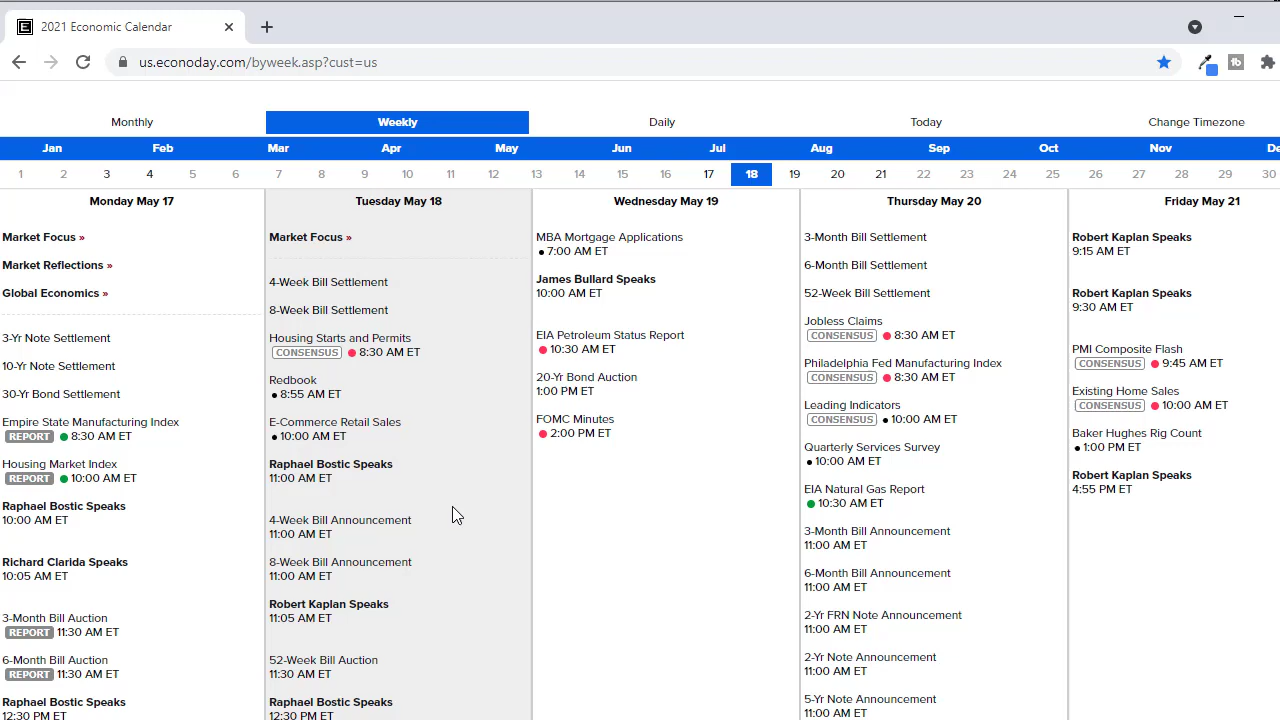 2021 Economic Calendar
us.econoday.com/byweek.asp?cust=us
Monthly Weekly Daily Today Change Timezone
Jan Feb Mar Apr May Jun Jul Aug Sep Oct Nov De
1 2 3 4 5 6 7 8 9 10 11 12 13 14 15 16 17 18 19 20 21 22 23 24 25 26 27 28 29 30
Monday May 17
Market Focus »
Market Reflections »
Global Economics »
3-Yr Note Settlement
10-Yr Note Settlement
30-Yr Bond Settlement
Empire State Manufacturing Index
REPORT 8:30 AM ET
Housing Market Index
REPORT 10:00 AM ET
Raphael Bostic Speaks
10:00 AM ET
Richard Clarida Speaks
10:05 AM ET
3-Month Bill Auction
REPORT 11:30 AM ET
6-Month Bill Auction
REPORT 11:30 AM ET
Raphael Bostic Speaks
12:30 PM ET
Tuesday May 18
Market Focus »
4-Week Bill Settlement
8-Week Bill Settlement
Housing Starts and Permits
CONSENSUS 8:30 AM ET
Redbook
8:55 AM ET
E-Commerce Retail Sales
10:00 AM ET
Raphael Bostic Speaks
11:00 AM ET
4-Week Bill Announcement
11:00 AM ET
8-Week Bill Announcement
11:00 AM ET
Robert Kaplan Speaks
11:05 AM ET
52-Week Bill Auction
11:30 AM ET
Raphael Bostic Speaks
12:30 PM ET
Wednesday May 19
MBA Mortgage Applications
7:00 AM ET
James Bullard Speaks
10:00 AM ET
EIA Petroleum Status Report
10:30 AM ET
20-Yr Bond Auction
1:00 PM ET
FOMC Minutes
2:00 PM ET
Thursday May 20
3-Month Bill Settlement
6-Month Bill Settlement
52-Week Bill Settlement
Jobless Claims
CONSENSUS 8:30 AM ET
Philadelphia Fed Manufacturing Index
CONSENSUS 8:30 AM ET
Leading Indicators
CONSENSUS 10:00 AM ET
Quarterly Services Survey
10:00 AM ET
EIA Natural Gas Report
10:30 AM ET
3-Month Bill Announcement
11:00 AM ET
6-Month Bill Announcement
11:00 AM ET
2-Yr FRN Note Announcement
11:00 AM ET
2-Yr Note Announcement
11:00 AM ET
5-Yr Note Announcement
11:00 AM ET
Friday May 21
Robert Kaplan Speaks
9:15 AM ET
Robert Kaplan Speaks
9:30 AM ET
PMI Composite Flash
CONSENSUS 9:45 AM ET
Existing Home Sales
CONSENSUS 10:00 AM ET
Baker Hughes Rig Count
1:00 PM ET
Robert Kaplan Speaks
4:55 PM ET